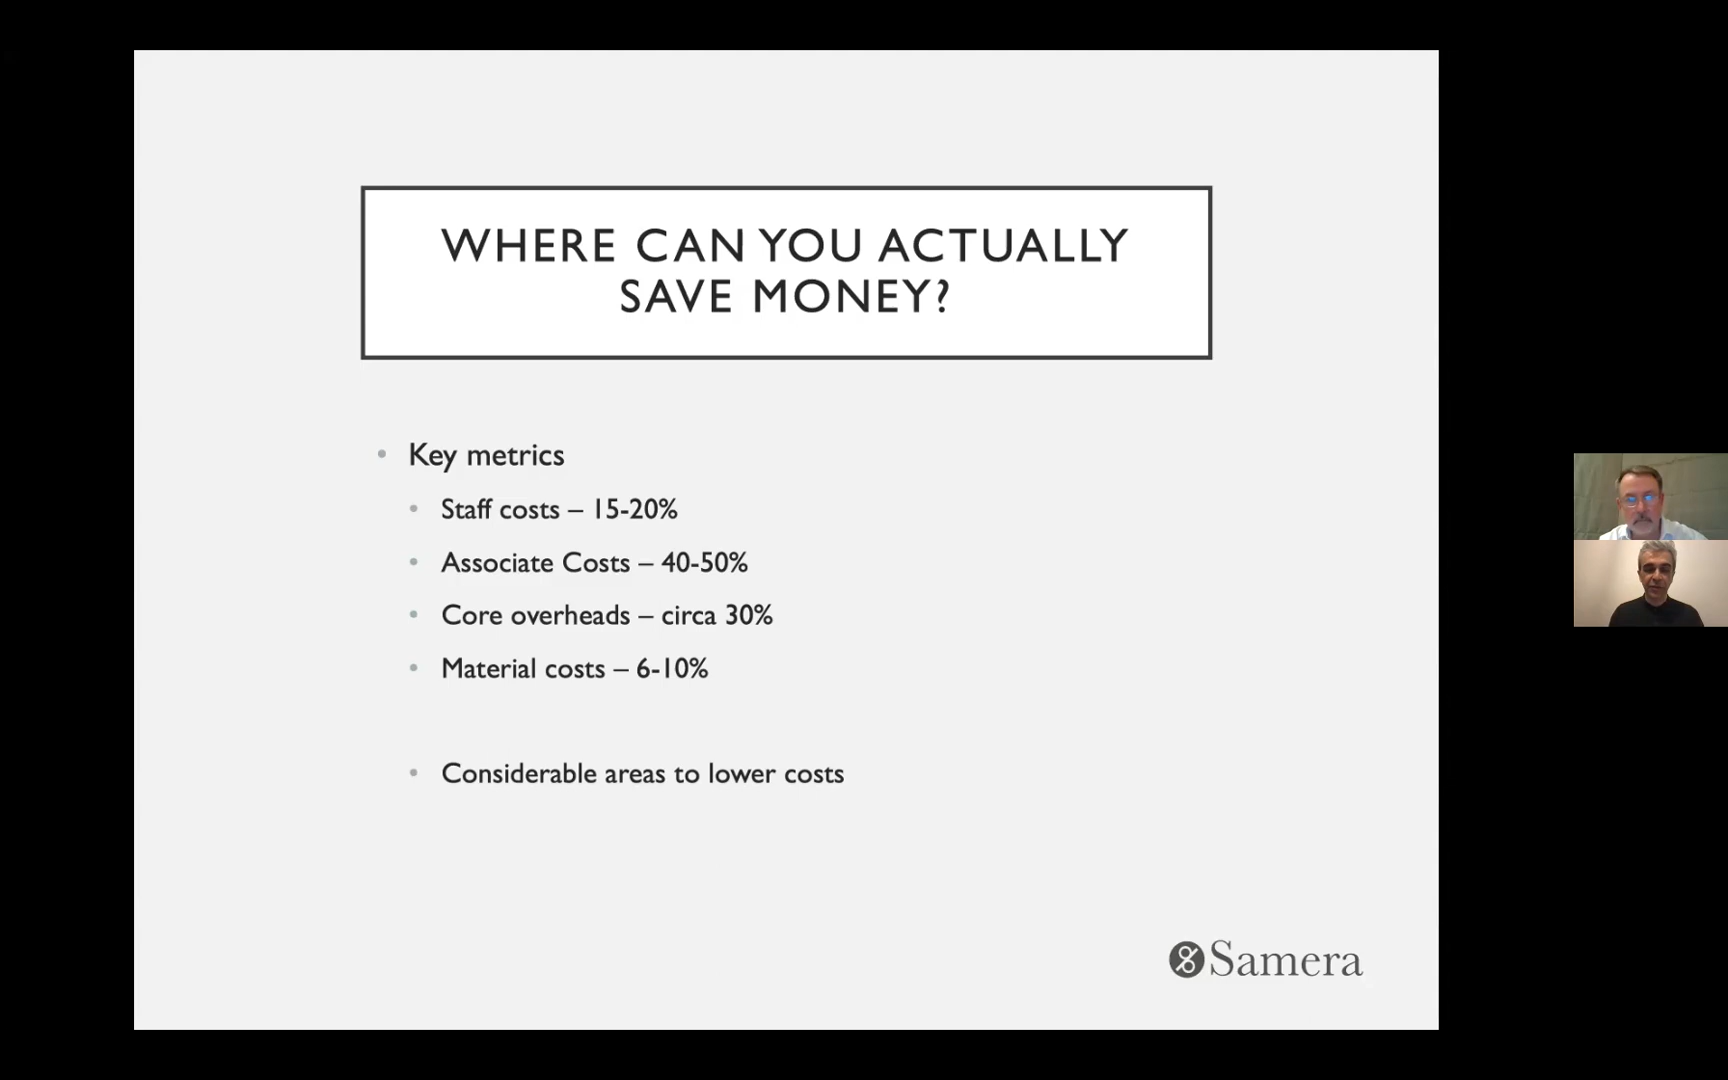 WHERE CAN YOU ACTUALLY
SAVE MONEY?
Key metrics
Staff costs – 15-20%
Associate Costs – 40-50%
Core overheads – circa 30%
Material costs – 6-10%
Considerable areas to lower costs
Samera